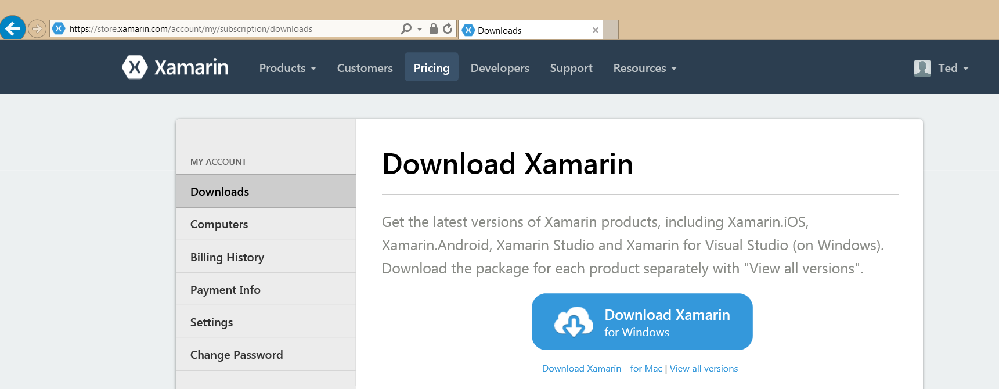 https://store.xamarin.com/account/my/subscription/downloads
Downloads
Xamarin
Products
Customers
Pricing
Developers
Support
Resources
Ted
MY ACCOUNT
Downloads
Computers
Billing History
Payment Info
Settings
Change Password
Download Xamarin
Get the latest versions of Xamarin products, including Xamarin.iOS,
Xamarin.Android, Xamarin Studio and Xamarin for Visual Studio (on Windows).
Download the package for each product separately with "View all versions".
Download Xamarin
for Windows
Download Xamarin - for Mac | View all versions